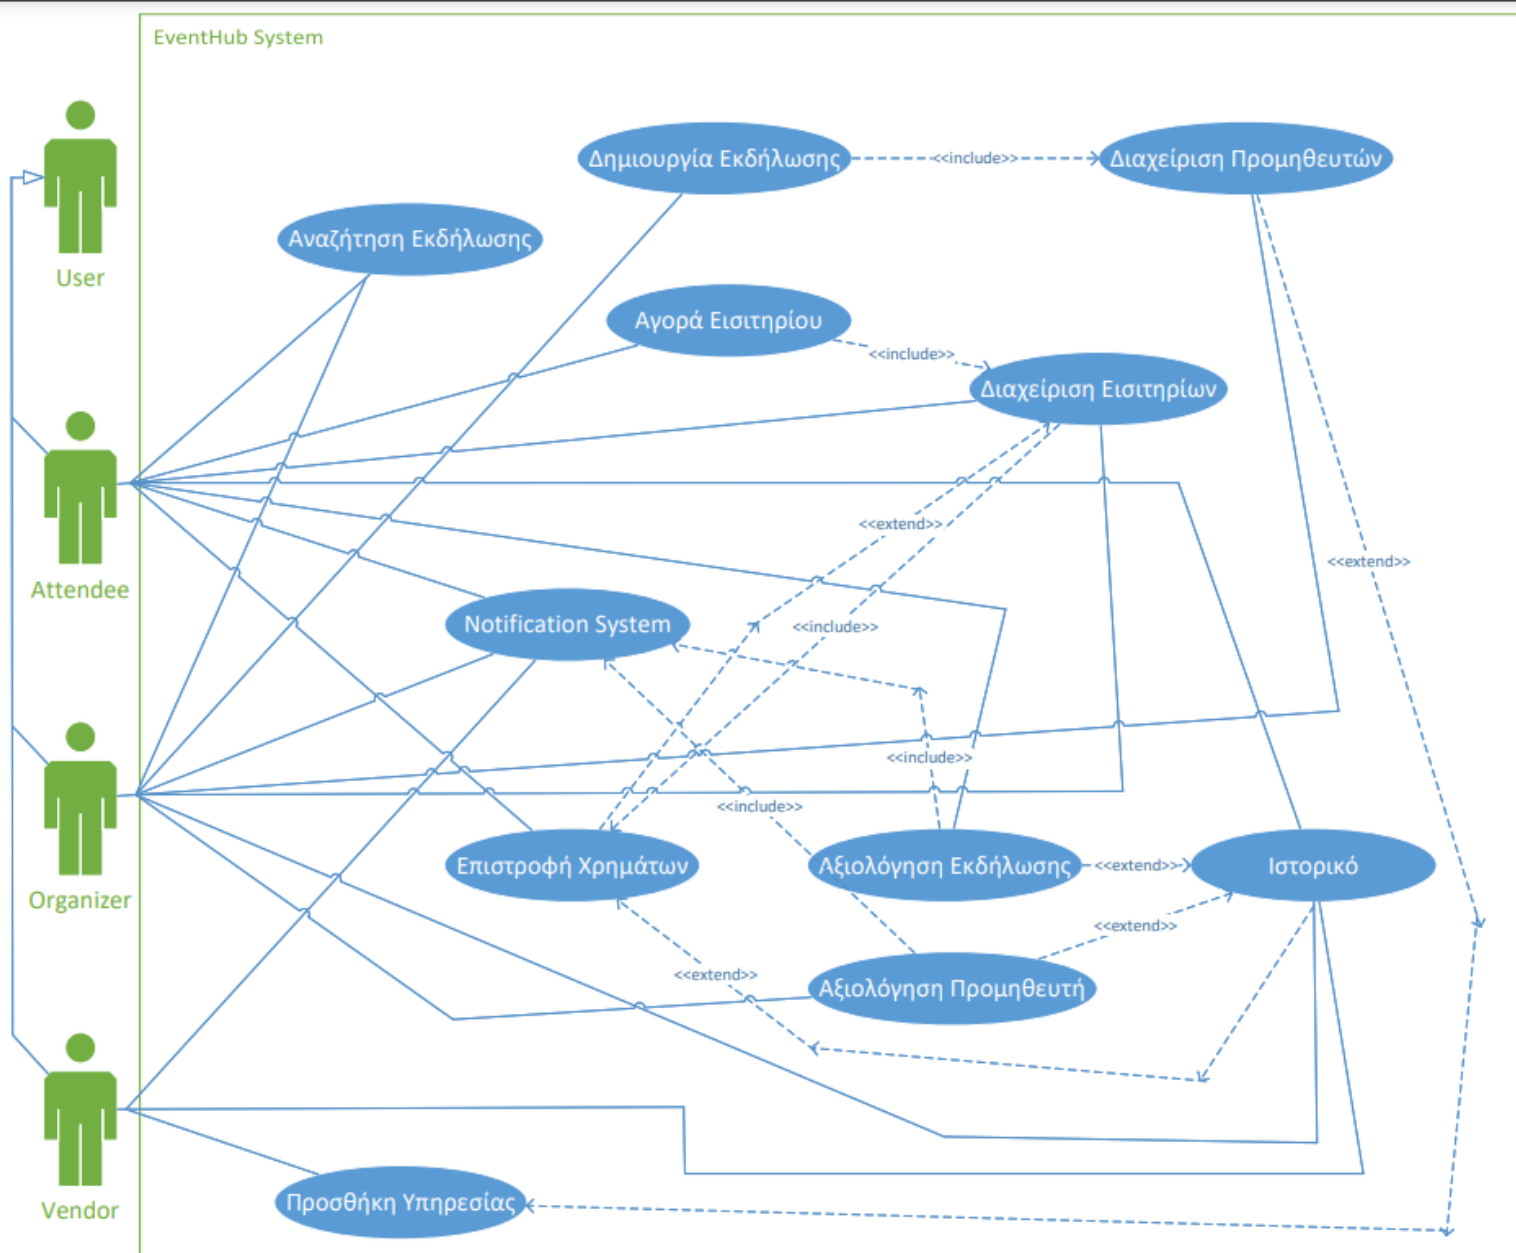 EventHub System
Δημιουργία Εκδήλωσης
<<include>>
Διαχείριση Προμηθευτών
Αναζήτηση Εκδήλωσης
User
Αγορά Εισιτηρίου
<<include>>
Διαχείριση Εισιτηρίων
<<extend>>
<<extend>>
Attendee
Notification System
<<include>>
<<include>>
<<include>>
Επιστροφή Χρημάτων
Αξιολόγηση Εκδήλωσης
<<extend>>
Ιστορικό
Organizer
<<extend>>
<<extend>>
Αξιολόγηση Προμηθευτή
Προσθήκη Υπηρεσίας
Vendor